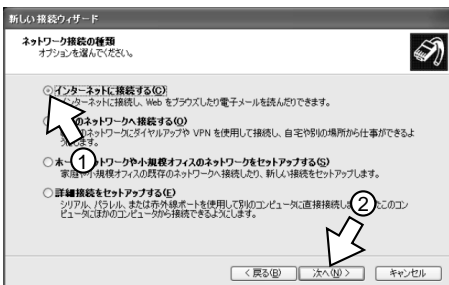 新しい接続ウィザード
ネットワーク接続の種類
オプションを選んでください。
インターネットに接続する(C)
インターネットに接続し、Web をブラウズしたり電子メールを読んだりできます。
のネットワークへ接続する(O)
のネットワークにダイヤルアップや VPN を使用して接続し、自宅や別の場所から仕事ができるよ
うにします。
①
ホー トワークや小規模オフィスのネットワークをセットアップする(S)
家庭や小規模オフィスの既存のネットワークへ接続したり、新しい接続をセットアップします。
詳細接続をセットアップする(E)
シリアル、パラレル、または赤外線ポートを使用して別のコンピュータに直接接続し たこのコン
ピュータにほかのコンピュータから接続できるようにします。
②
< 戻る(B) 次へ(N) > キャンセル